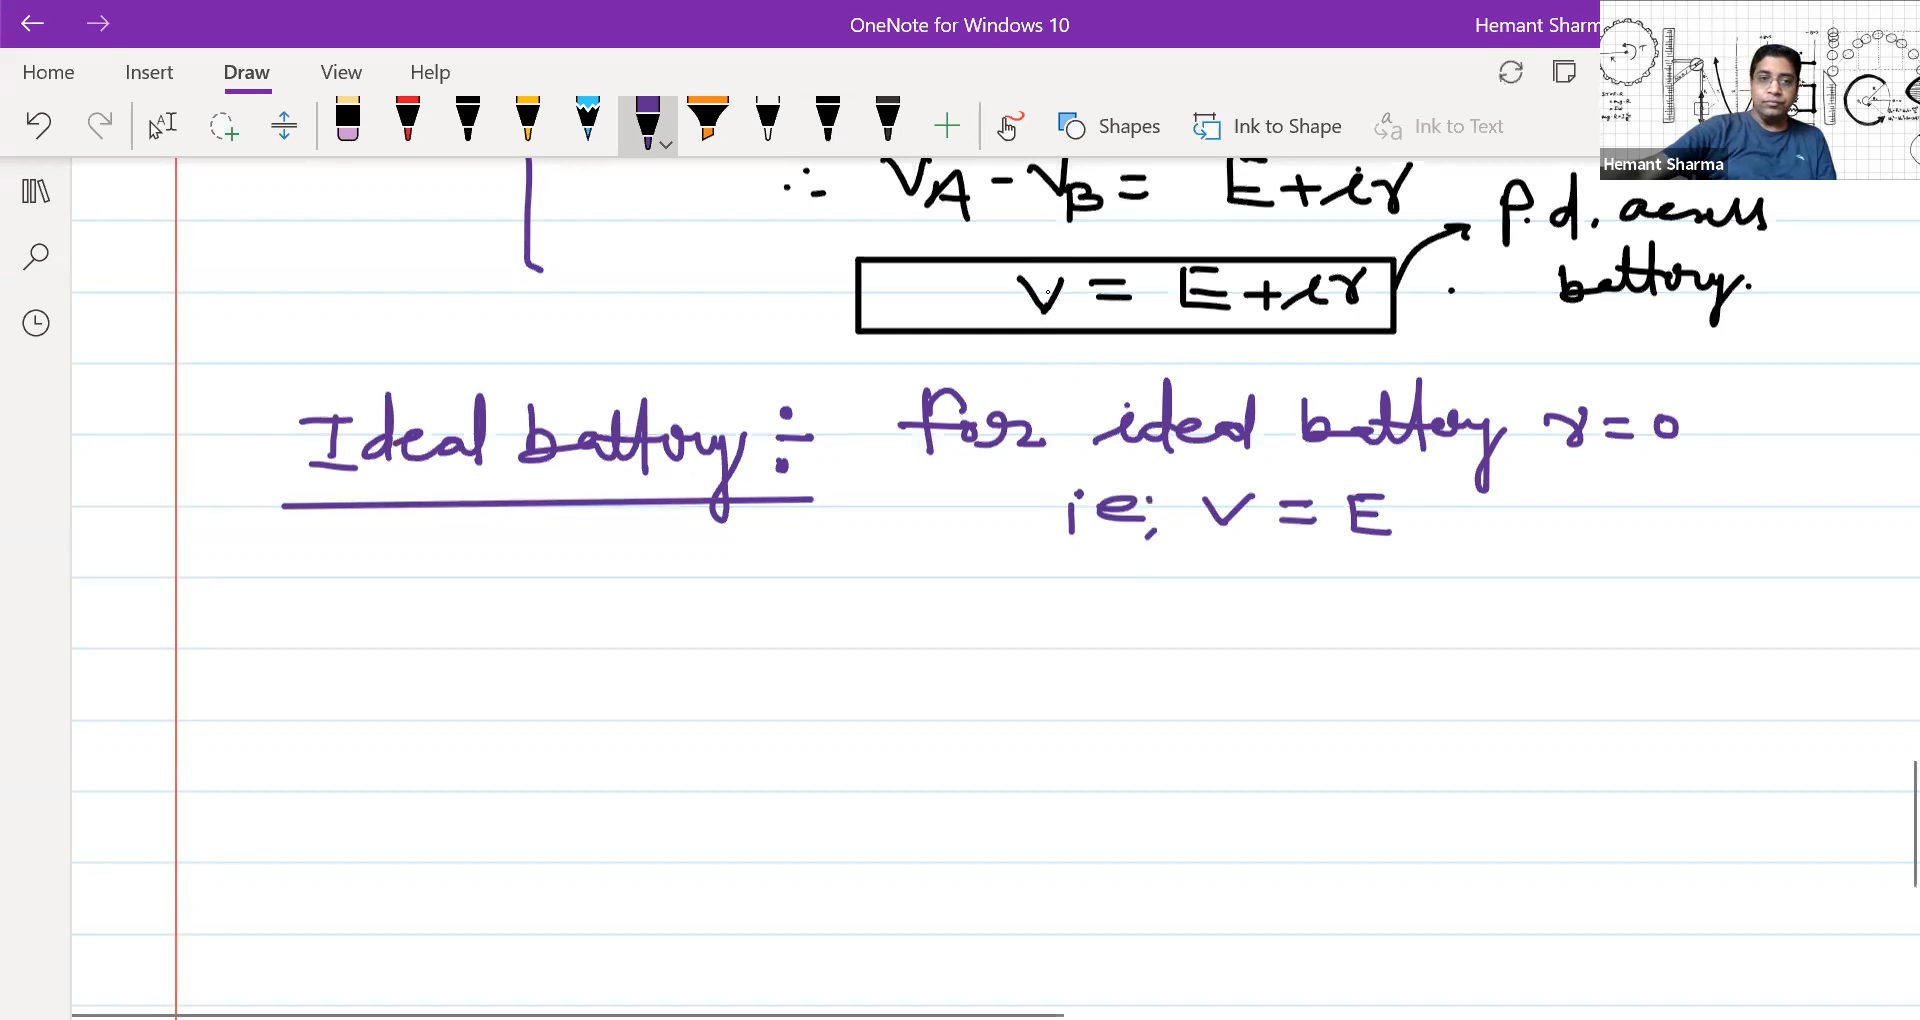 OneNote for Windows 10
Hemant Sharm
Home Insert Draw View Help
Shapes Ink to Shape Ink to Text
Hemant Sharma
∴ VA - VB = E + ir
P.d. across
battery.
V = E + ir
Ideal battery ÷ for ideal battery r = 0
ie; V = E